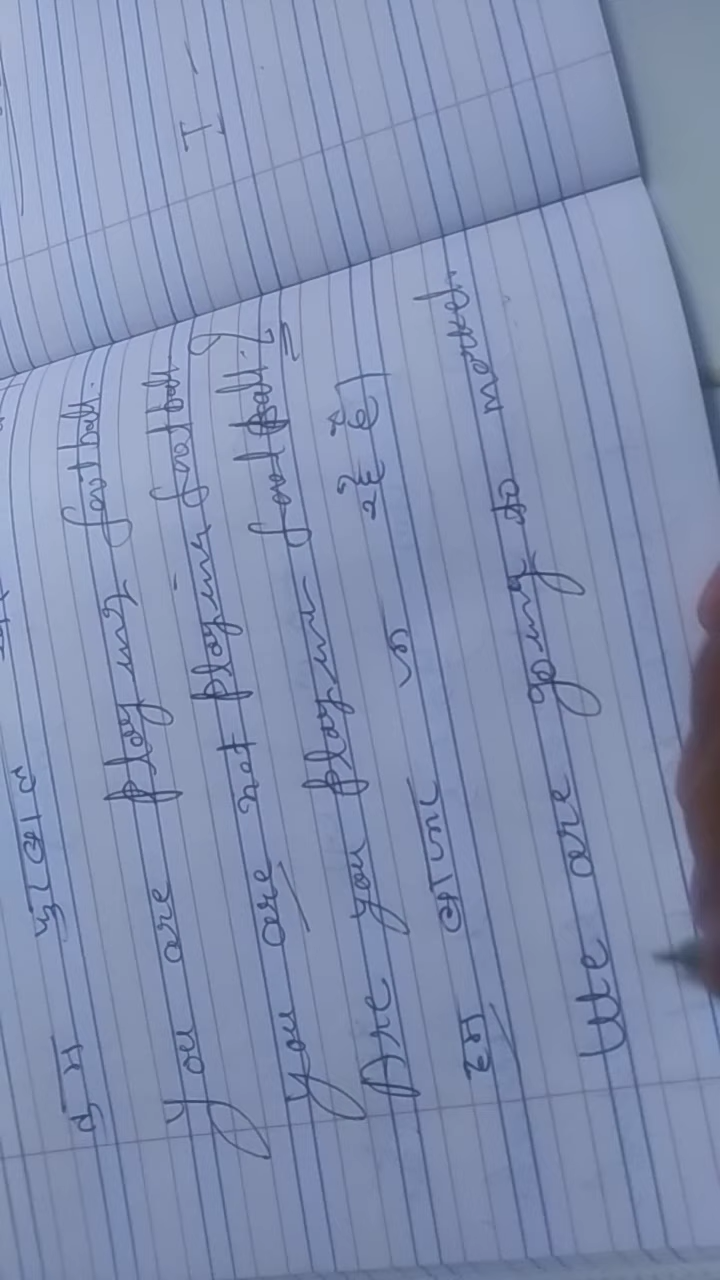 तुम फुटबाल
You are playing football.
You are not playing football
Are you playing football?
हम बाजार जा रहे हैं।
We are going to market.
I -